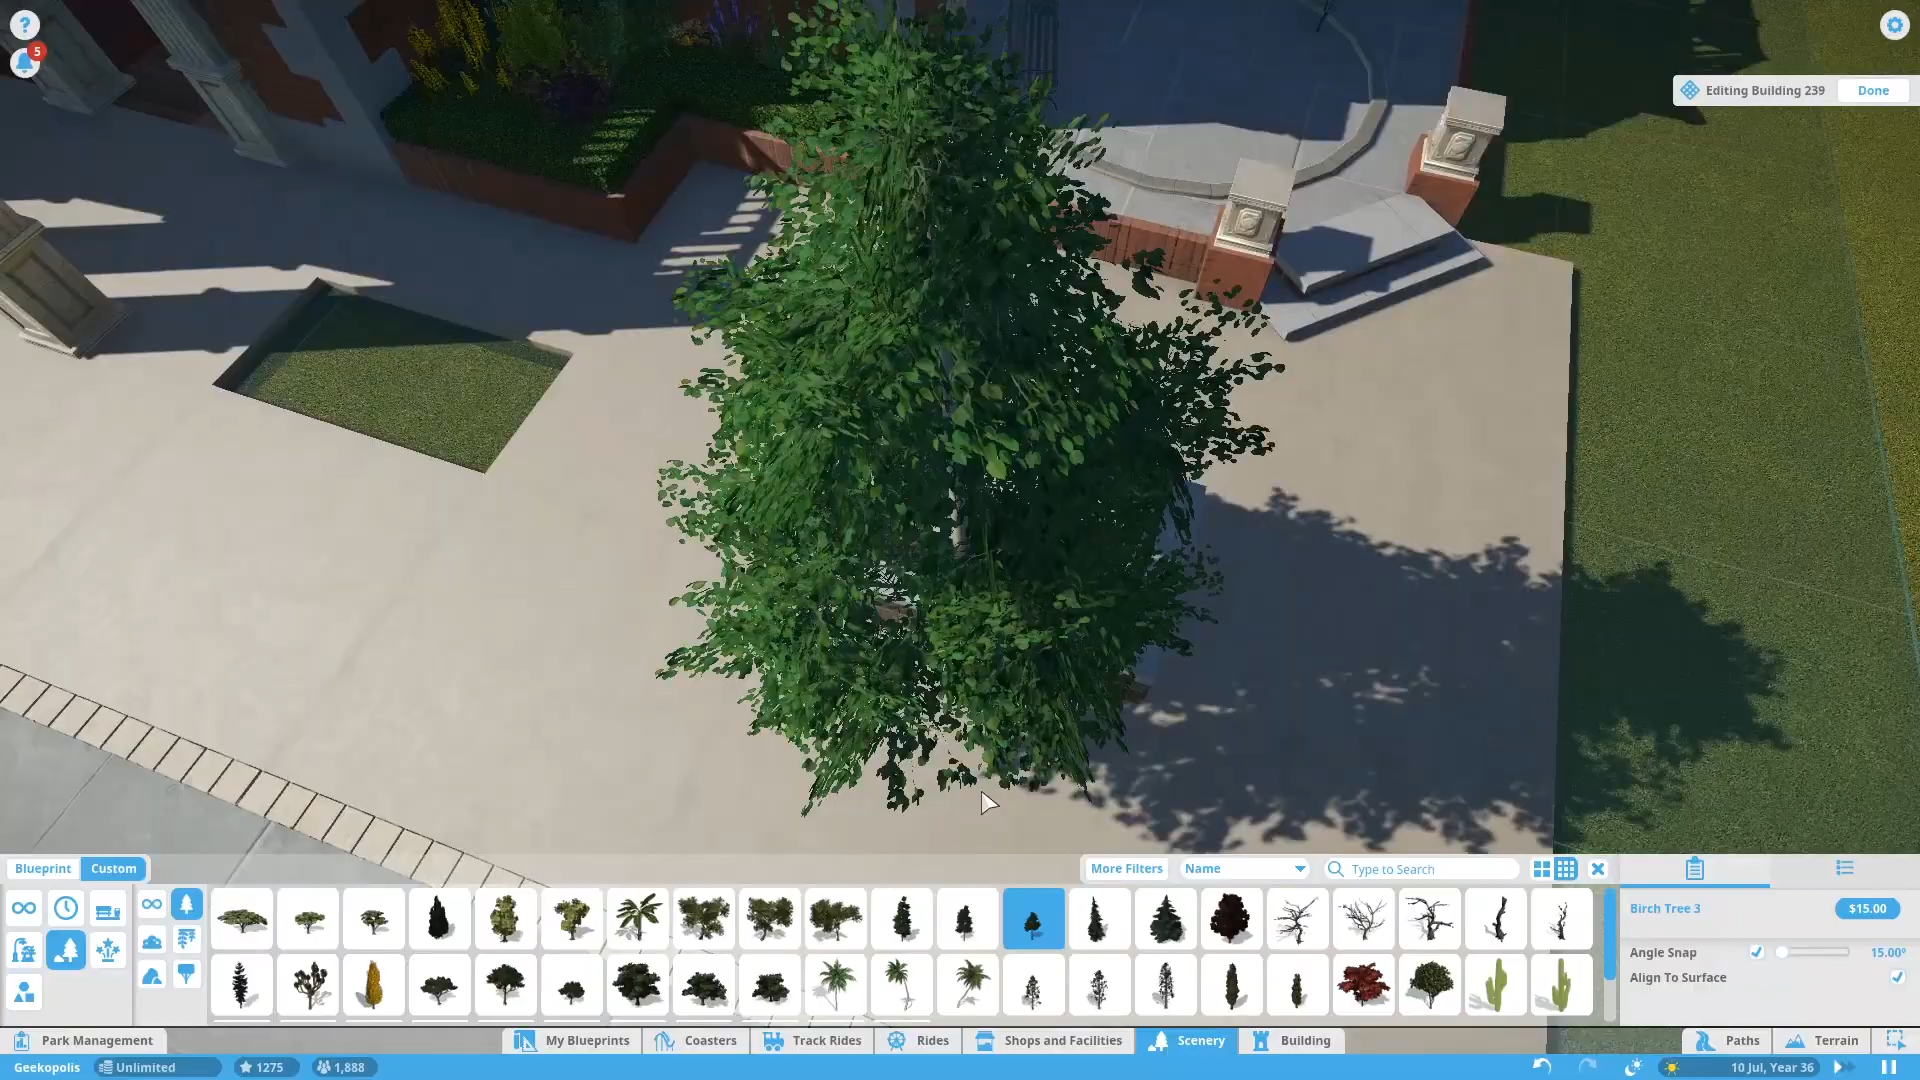 ?
5
Editing Building 239 Done
Blueprint Custom
More Filters Name Type to Search
Birch Tree 3 $15.00
Angle Snap 15.00°
Align To Surface
Park Management My Blueprints Coasters Track Rides Rides Shops and Facilities Scenery Building Paths Terrain
Geekopolis Unlimited 1275 1,888 10 Jul, Year 36